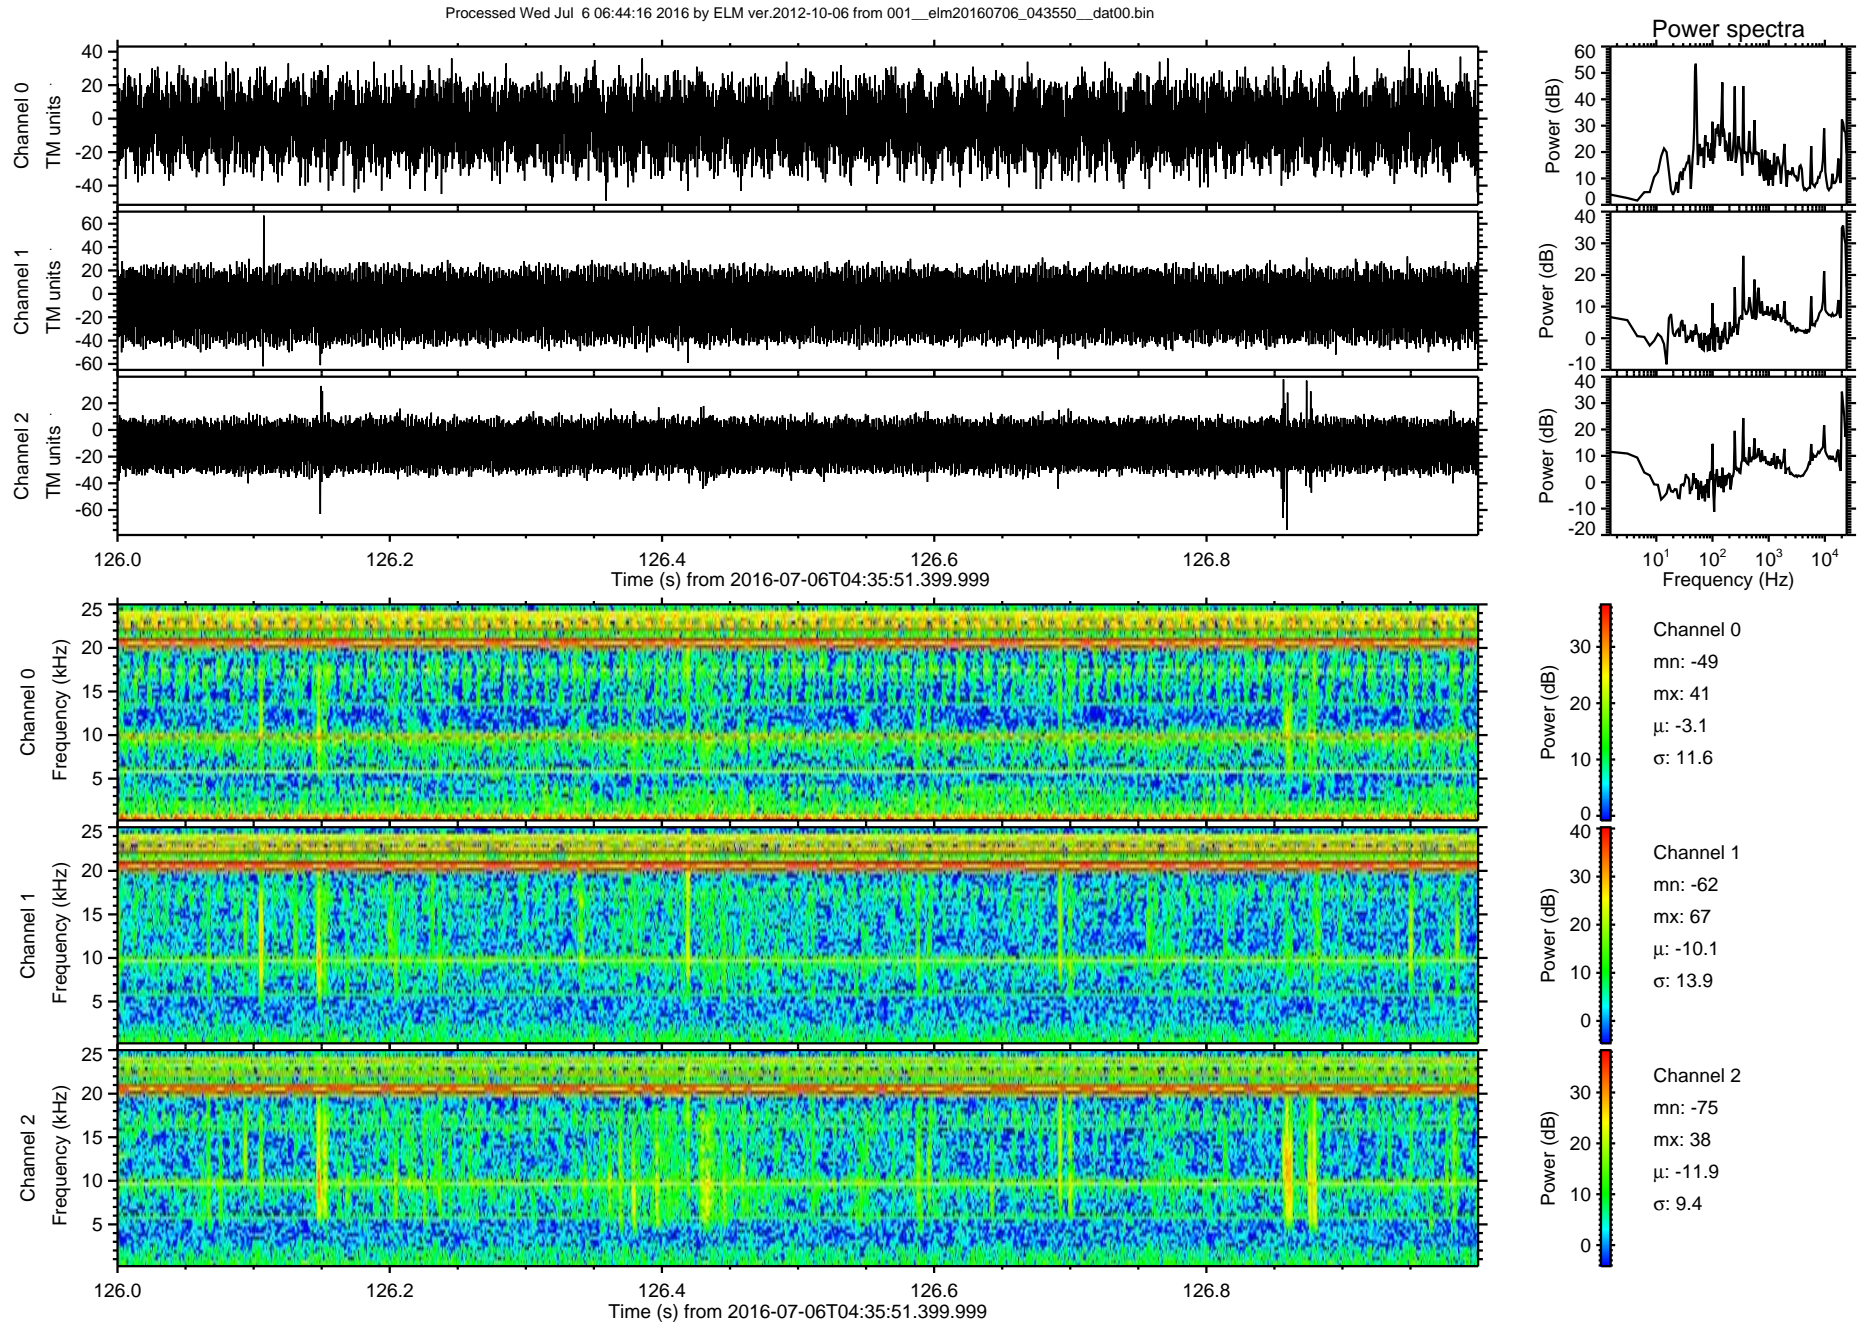 Processed Wed Jul  6 06:44:16 2016 by ELM ver.2012-10-06 from 001__elm20160706_043550__dat00.bin
Power spectra
Channel 0
TM units
40
20
0
-20
-40
Power (dB)
60
50
40
30
20
10
0
Channel 1
TM units
60
40
20
0
-20
-40
-60
Power (dB)
40
30
20
10
0
-10
Channel 2
TM units
20
0
-20
-40
-60
Power (dB)
40
30
20
10
0
-10
-20
126.0 126.2 126.4 126.6 126.8
Time (s) from 2016-07-06T04:35:51.399.999
10¹ 10² 10³ 10⁴
Frequency (Hz)
Channel 0
Frequency (kHz)
25
20
15
10
5
Power (dB)
30
20
10
0
Channel 0
mn: -49
mx: 41
μ: -3.1
σ: 11.6
Channel 1
Frequency (kHz)
25
20
15
10
5
Power (dB)
40
30
20
10
0
Channel 1
mn: -62
mx: 67
μ: -10.1
σ: 13.9
Channel 2
Frequency (kHz)
25
20
15
10
5
Power (dB)
30
20
10
0
Channel 2
mn: -75
mx: 38
μ: -11.9
σ: 9.4
126.0 126.2 126.4 126.6 126.8
Time (s) from 2016-07-06T04:35:51.399.999